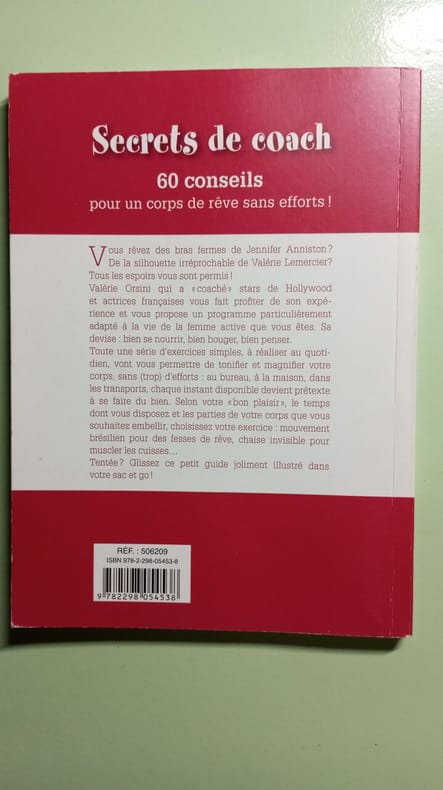 Secrets de coach
60 conseils
pour un corps de rêve sans efforts !
Vous rêvez des bras fermes de Jennifer Anniston ?
De la silhouette irréprochable de Valérie Lemercier?
Tous les espoirs vous sont permis !
Valérie Orsini qui a « coaché » stars de Hollywood
et actrices françaises vous fait profiter de son expé-
rience et vous propose un programme particulièrement
adapté à la vie de la femme active que vous êtes. Sa
devise : bien se nourrir, bien bouger, bien penser.
Toute une série d'exercices simples, à réaliser au quoti-
dien, vont vous permettre de tonifier et magnifier votre
corps, sans (trop) d'efforts : au bureau, à la maison, dans
les transports, chaque instant disponible devient prétexte
à se faire du bien. Selon votre « bon plaisir », le temps
dont vous disposez et les parties de votre corps que vous
souhaitez embellir, choisissez votre exercice : mouvement
brésilien pour des fesses de rêve, chaise invisible pour
muscler les cuisses...
Tentée ? Glissez ce petit guide joliment illustré dans
votre sac et go !
RÉF. : 506209
ISBN 978-2-298-05453-8
9 782298 054538